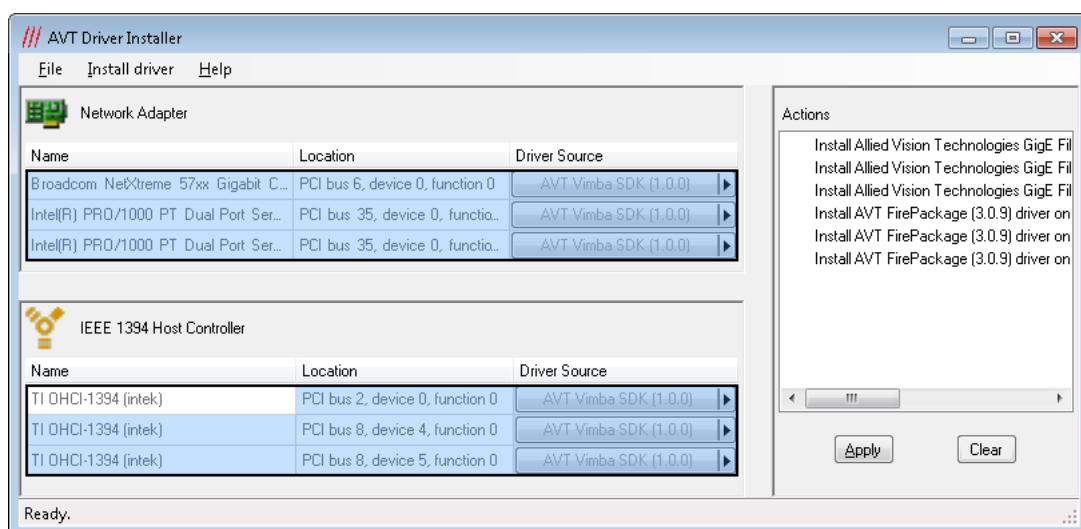 AVT Driver Installer
File Install driver Help
Network Adapter
Name Location Driver Source
Broadcom NetXtreme 57xx Gigabit C... PCI bus 6, device 0, function 0 AVT Vimba SDK (1.0.0)
Intel(R) PRO/1000 PT Dual Port Ser... PCI bus 35, device 0, functio... AVT Vimba SDK (1.0.0)
Intel(R) PRO/1000 PT Dual Port Ser... PCI bus 35, device 0, functio... AVT Vimba SDK (1.0.0)
IEEE 1394 Host Controller
Name Location Driver Source
TI OHCI-1394 (intek) PCI bus 2, device 0, function 0 AVT Vimba SDK (1.0.0)
TI OHCI-1394 (intek) PCI bus 8, device 4, function 0 AVT Vimba SDK (1.0.0)
TI OHCI-1394 (intek) PCI bus 8, device 5, function 0 AVT Vimba SDK (1.0.0)
Actions
Install Allied Vision Technologies GigE Fil
Install Allied Vision Technologies GigE Fil
Install Allied Vision Technologies GigE Fil
Install AVT FirePackage (3.0.9) driver on
Install AVT FirePackage (3.0.9) driver on
Install AVT FirePackage (3.0.9) driver on
Apply Clear
Ready.